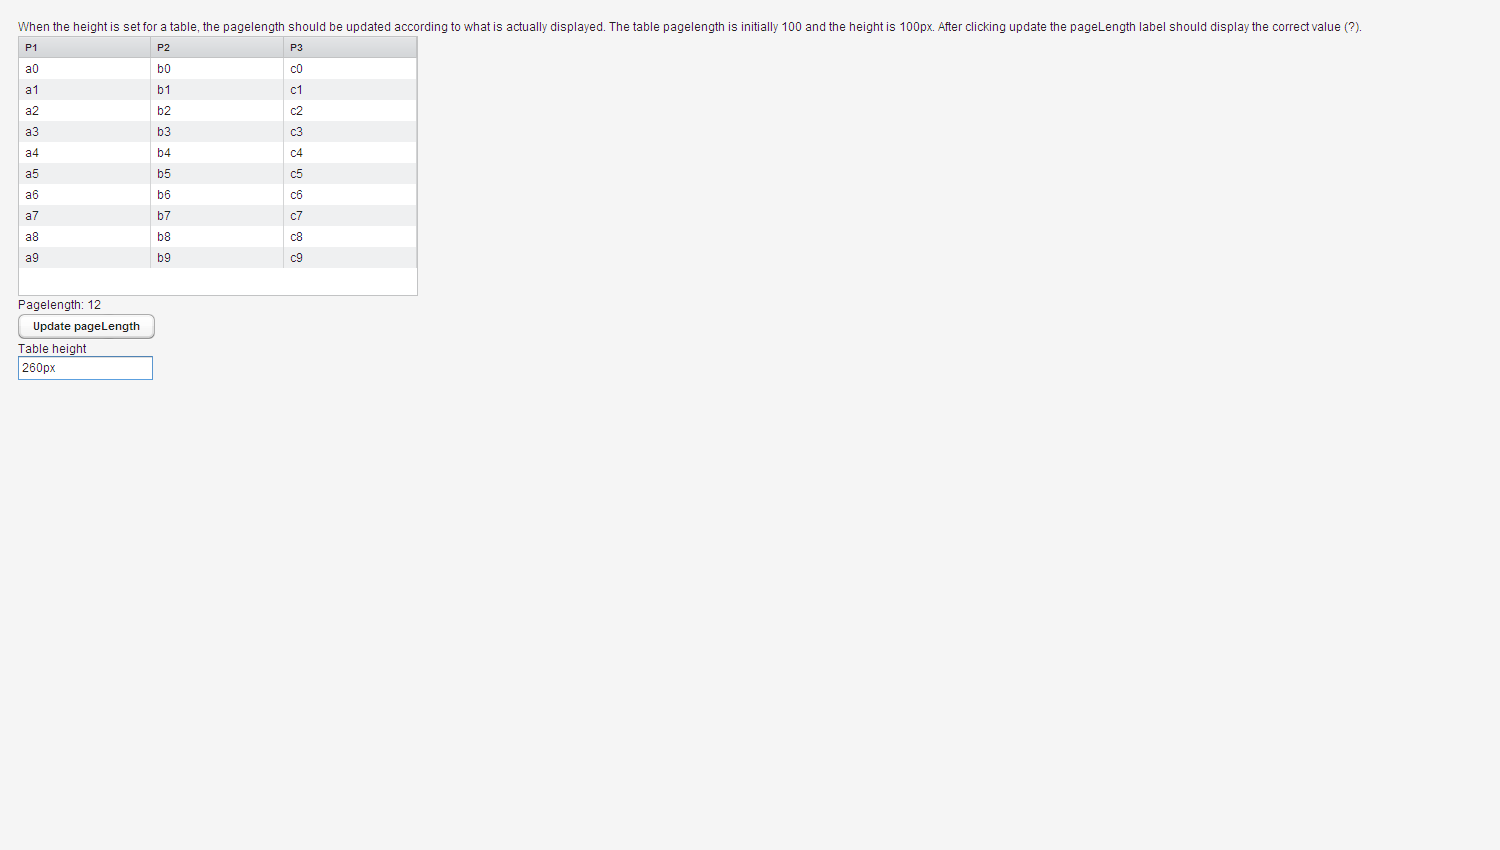 When the height is set for a table, the pagelength should be updated according to what is actually displayed. The table pagelength is initially 100 and the height is 100px. After clicking update the pageLength label should display the correct value (?).
P1 P2 P3
a0 b0 c0
a1 b1 c1
a2 b2 c2
a3 b3 c3
a4 b4 c4
a5 b5 c5
a6 b6 c6
a7 b7 c7
a8 b8 c8
a9 b9 c9
Pagelength: 12
Update pageLength
Table height
260px